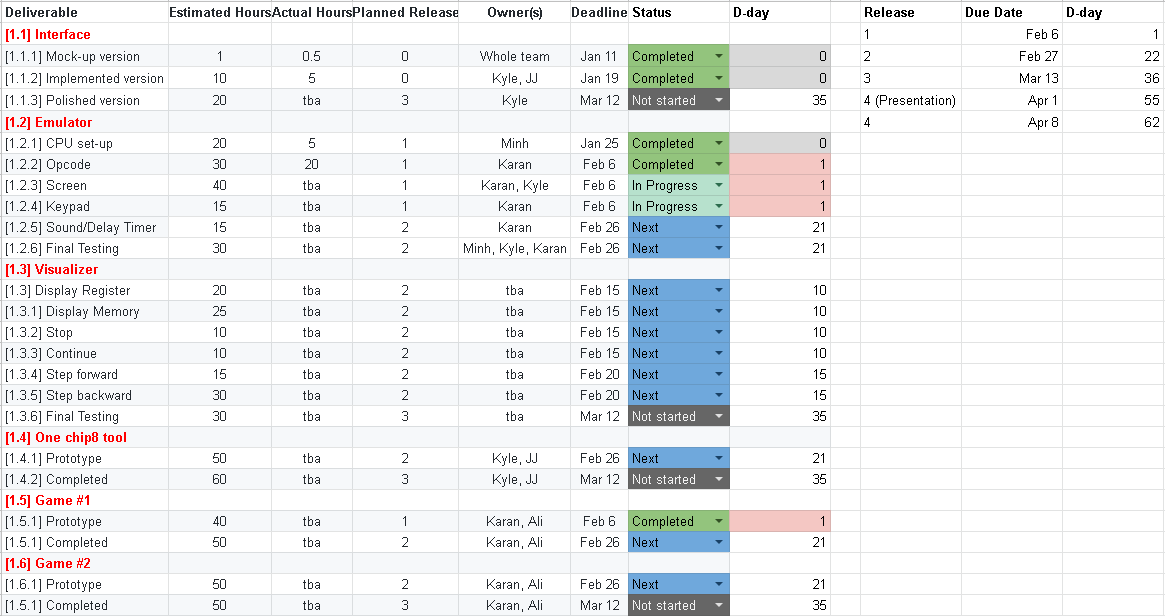 Deliverable Estimated Hours Actual Hours Planned Release Owner(s) Deadline Status D-day Release Due Date D-day
[1.1] Interface 1 Feb 6 1
[1.1.1] Mock-up version 1 0.5 0 Whole team Jan 11 Completed 0 2 Feb 27 22
[1.1.2] Implemented version 10 5 0 Kyle, JJ Jan 19 Completed 0 3 Mar 13 36
[1.1.3] Polished version 20 tba 3 Kyle Mar 12 Not started 35 4 (Presentation) Apr 1 55
[1.2] Emulator 4 Apr 8 62
[1.2.1] CPU set-up 20 5 1 Minh Jan 25 Completed 0
[1.2.2] Opcode 30 20 1 Karan Feb 6 Completed 1
[1.2.3] Screen 40 tba 1 Karan, Kyle Feb 6 In Progress 1
[1.2.4] Keypad 15 tba 1 Karan Feb 6 In Progress 1
[1.2.5] Sound/Delay Timer 15 tba 2 Karan Feb 26 Next 21
[1.2.6] Final Testing 30 tba 2 Minh, Kyle, Karan Feb 26 Next 21
[1.3] Visualizer
[1.3] Display Register 20 tba 2 tba Feb 15 Next 10
[1.3.1] Display Memory 25 tba 2 tba Feb 15 Next 10
[1.3.2] Stop 10 tba 2 tba Feb 15 Next 10
[1.3.3] Continue 10 tba 2 tba Feb 15 Next 10
[1.3.4] Step forward 15 tba 2 tba Feb 20 Next 15
[1.3.5] Step backward 30 tba 2 tba Feb 20 Next 15
[1.3.6] Final Testing 30 tba 3 tba Mar 12 Not started 35
[1.4] One chip8 tool
[1.4.1] Prototype 50 tba 2 Kyle, JJ Feb 26 Next 21
[1.4.2] Completed 60 tba 3 Kyle, JJ Mar 12 Not started 35
[1.5] Game #1
[1.5.1] Prototype 40 tba 1 Karan, Ali Feb 6 Completed 1
[1.5.1] Completed 50 tba 2 Karan, Ali Feb 26 Next 21
[1.6] Game #2
[1.6.1] Prototype 50 tba 2 Karan, Ali Feb 26 Next 21
[1.5.1] Completed 50 tba 3 Karan, Ali Mar 12 Not started 35